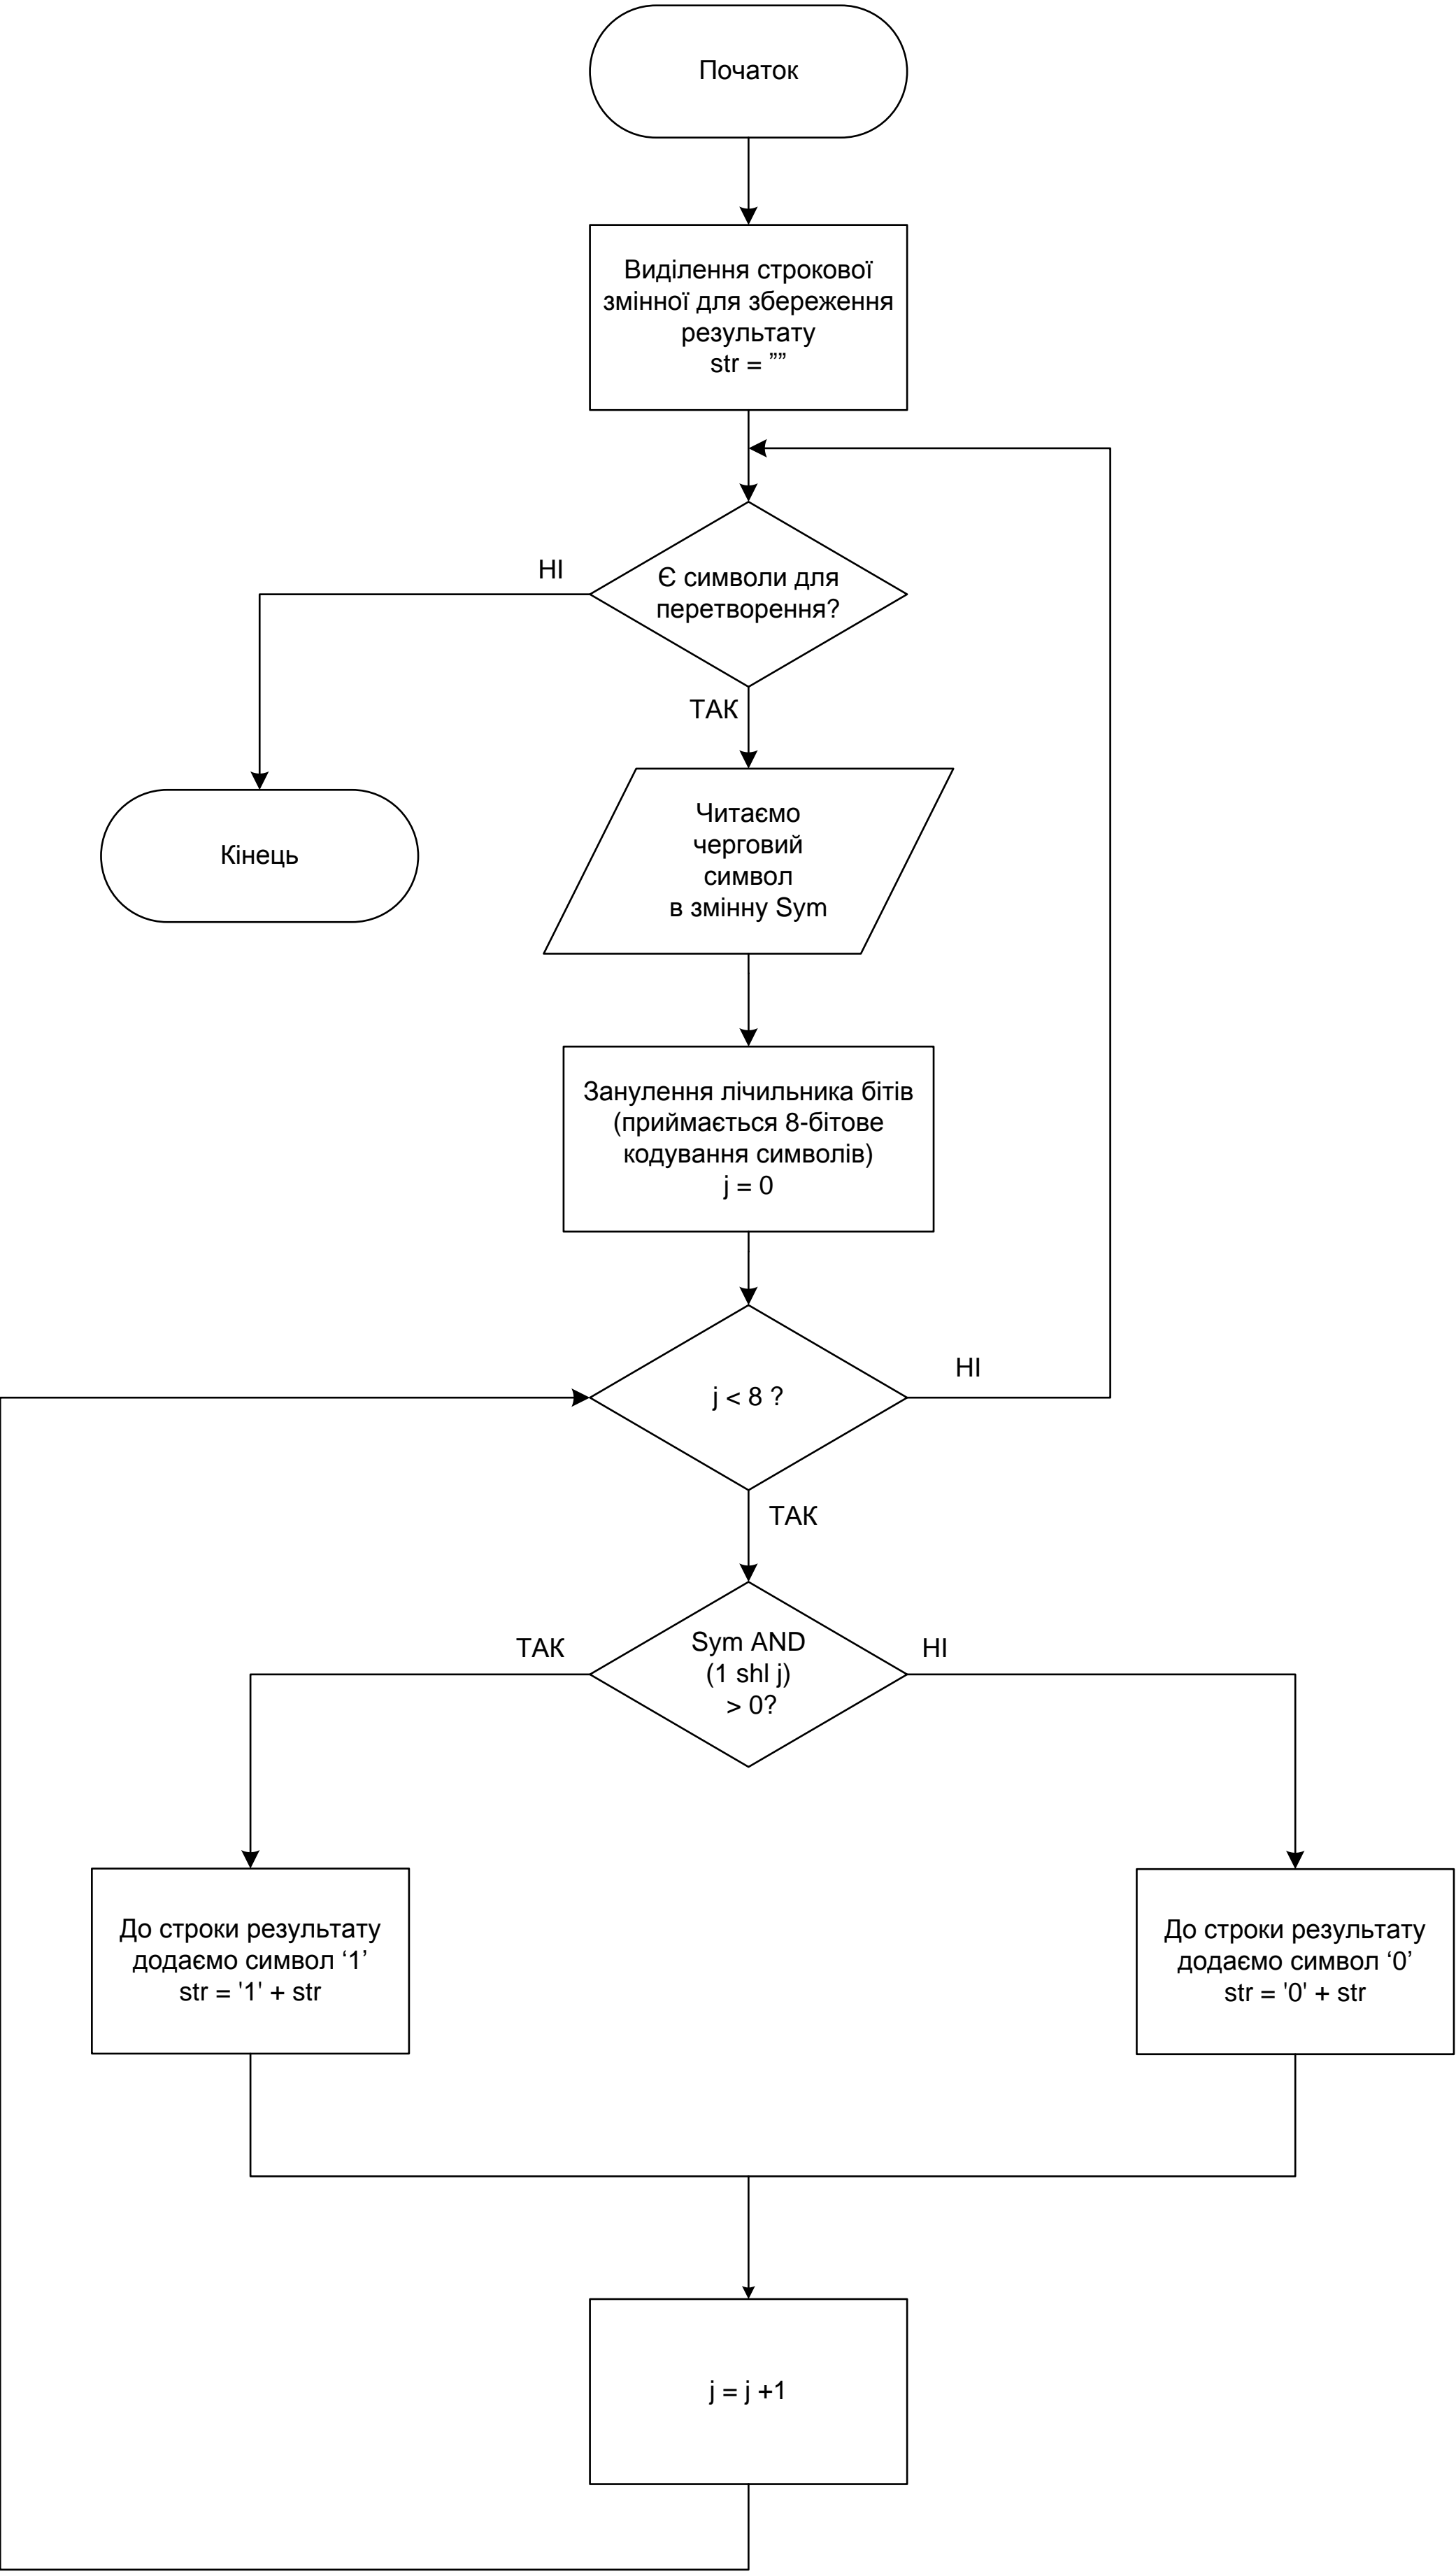 Початок
Виділення строкової
змінної для збереження
результату
str = ””
НІ
Є символи для
перетворення?
ТАК
Кінець
Читаємо
черговий
символ
в змінну Sym
Занулення лічильника бітів
(приймається 8-бітове
кодування символів)
j = 0
j < 8 ?
НІ
ТАК
ТАК
Sym AND
(1 shl j)
> 0?
НІ
До строки результату
додаємо символ ‘1’
str = '1' + str
До строки результату
додаємо символ ‘0’
str = '0' + str
j = j +1